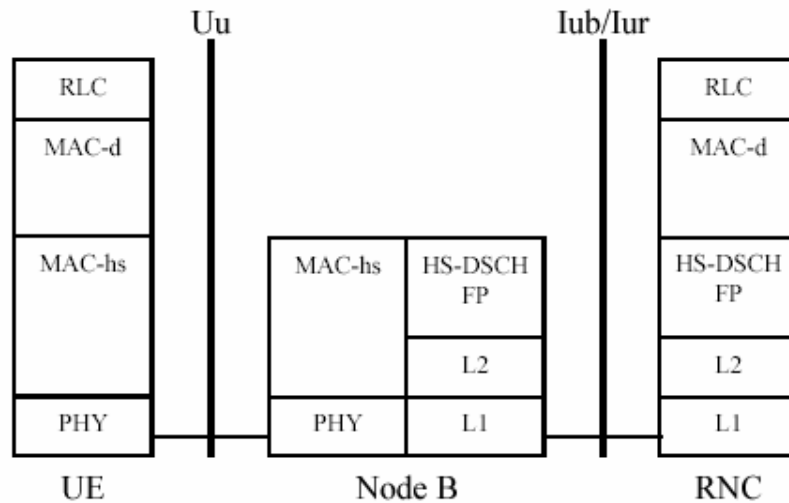 Uu
Iub/Iur
RLC
MAC-d
MAC-hs
PHY
UE
MAC-hs
PHY
HS-DSCH
FP
L2
L1
Node B
RLC
MAC-d
HS-DSCH
FP
L2
L1
RNC